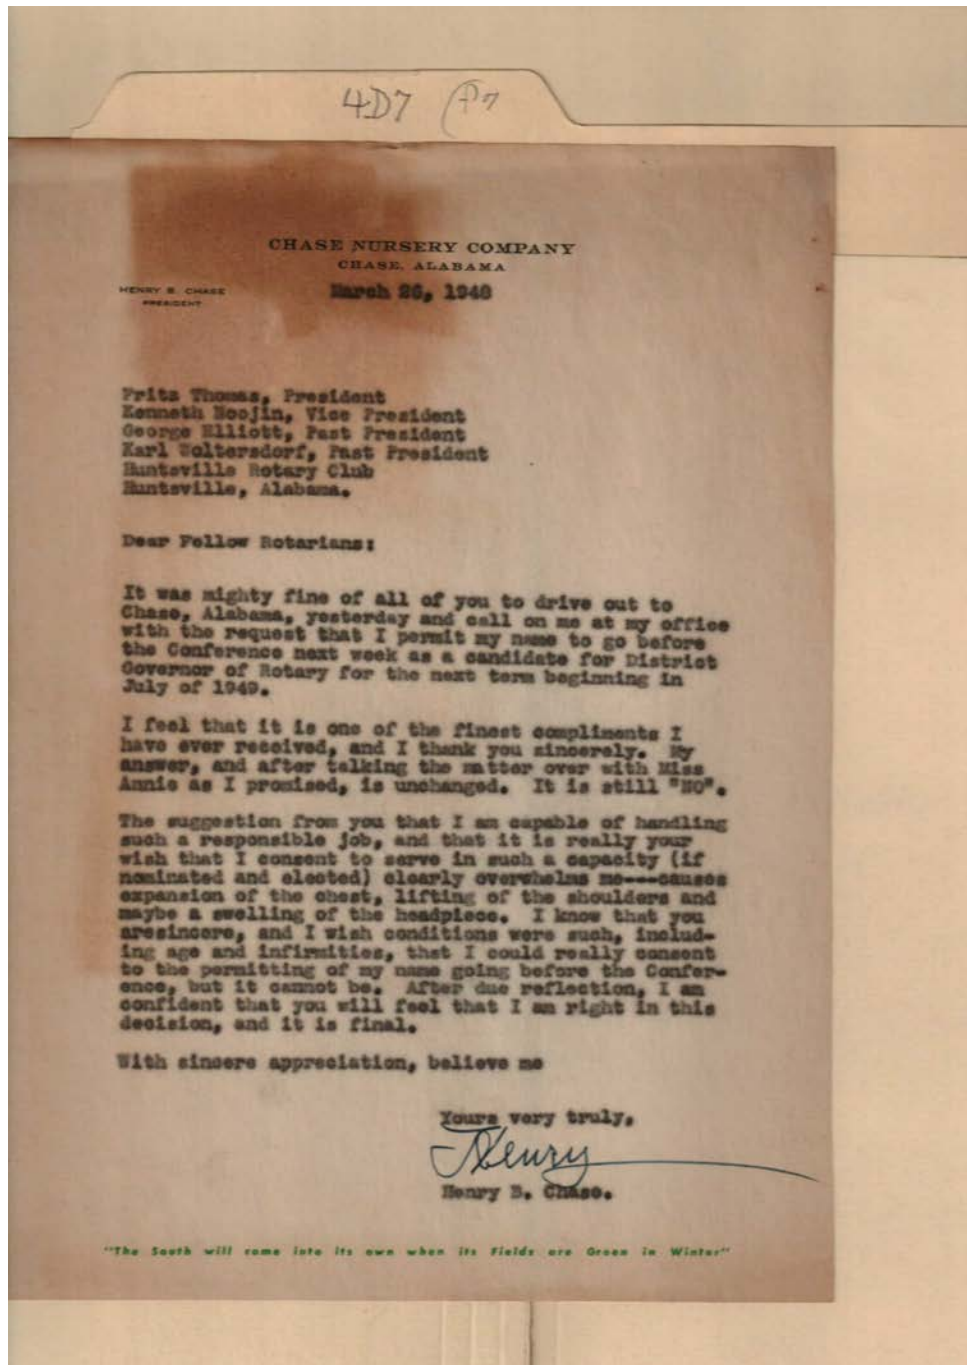 4D7
CHASE NURSERY COMPANY
CHASE, ALABAMA
HENRY B. CHASE
PRESIDENT
March 26, 1948
Fritz Thomas, President
Kenneth Noojin, Vice President
George Elliott, Past President
Karl Woltersdorf, Past President
Huntsville Rotary Club
Huntsville, Alabama.
Dear Fellow Rotarians:
It was mighty fine of all of you to drive out to
Chase, Alabama, yesterday and call on me at my office
with the request that I permit my name to go before
the Conference next week as a candidate for District
Governor of Rotary for the next term beginning in
July of 1949.
I feel that it is one of the finest compliments I
have ever received, and I thank you sincerely. My
answer, and after talking the matter over with Miss
Annie as I promised, is unchanged. It is still "NO".
The suggestion from you that I am capable of handling
such a responsible job, and that it is really your
wish that I consent to serve in such a capacity (if
nominated and elected) clearly overwhelms me---causes
expansion of the chest, lifting of the shoulders and
maybe a swelling of the headpiece. I know that you
aresincere, and I wish conditions were such, includ-
ing age and infirmities, that I could really consent
to the permitting of my name going before the Confer-
ence, but it cannot be. After due reflection, I am
confident that you will feel that I am right in this
decision, and it is final.
With sincere appreciation, believe me
Yours very truly,
Henry
Henry B. Chase.
"The South will come into its own when its Fields are Green in Winter"